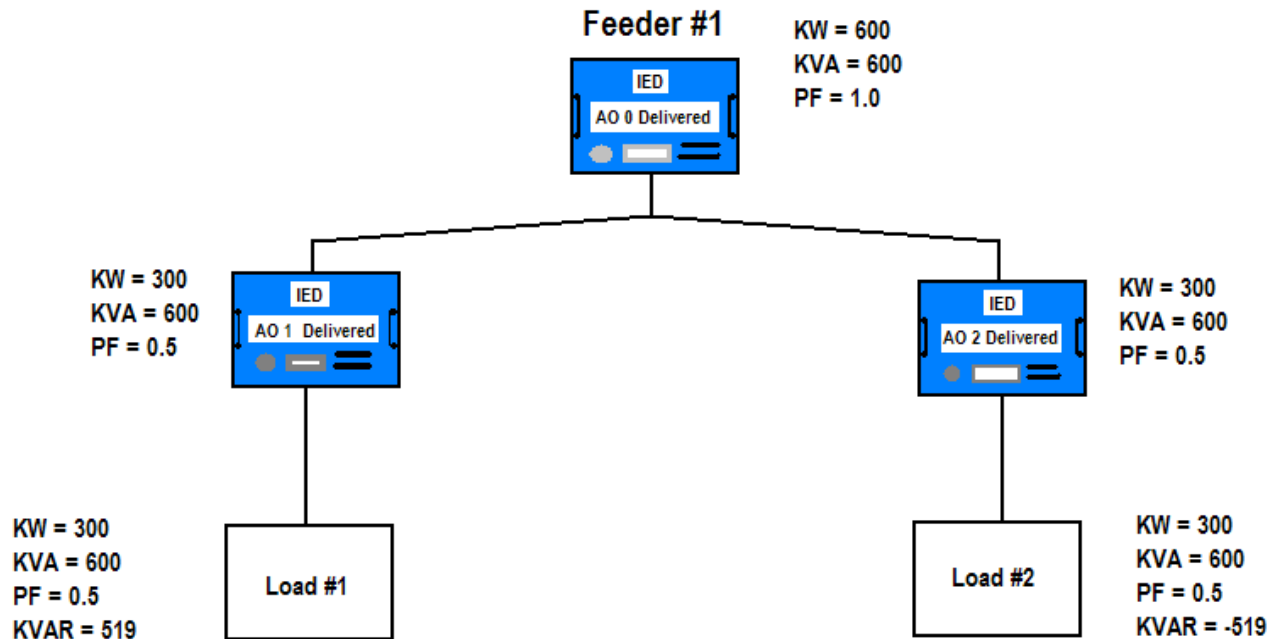 Feeder #1
KW = 600
KVA = 600
PF = 1.0
IED
AO 0 Delivered
KW = 300
KVA = 600
PF = 0.5
IED
AO 1 Delivered
KW = 300
KVA = 600
PF = 0.5
IED
AO 2 Delivered
KW = 300
KVA = 600
PF = 0.5
KVAR = 519
Load #1
Load #2
KW = 300
KVA = 600
PF = 0.5
KVAR = -519